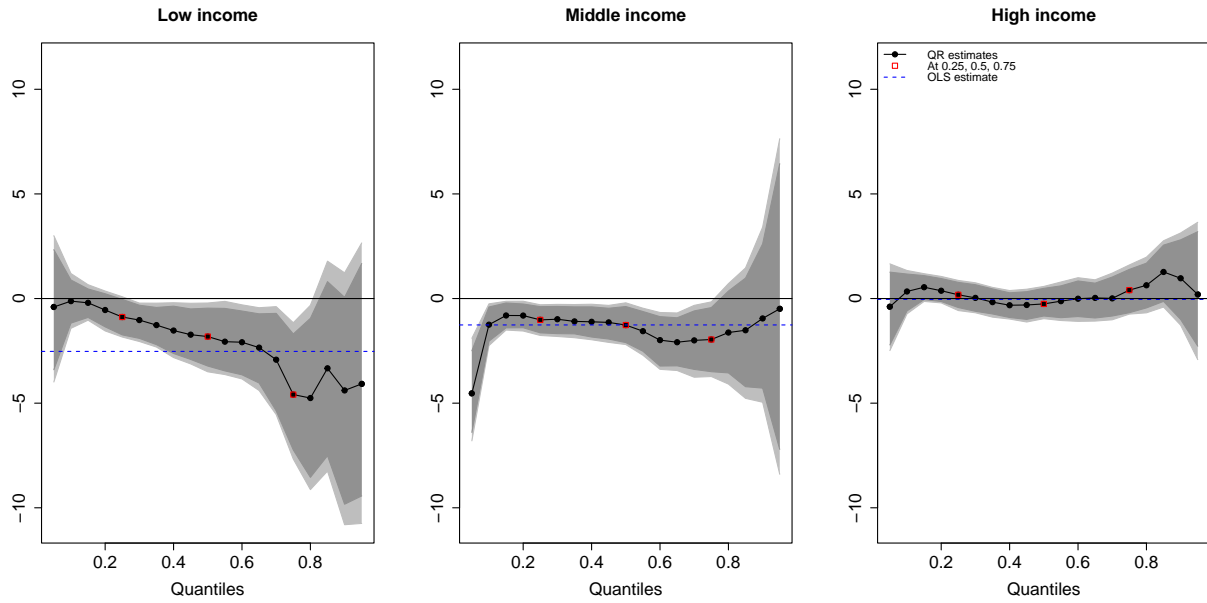 Low income
10
5
0
−5
−10
0.2 0.4 0.6 0.8
Quantiles
Middle income
10
5
0
−5
−10
0.2 0.4 0.6 0.8
Quantiles
High income
QR estimates
At 0.25, 0.5, 0.75
OLS estimate
10
5
0
−5
−10
0.2 0.4 0.6 0.8
Quantiles